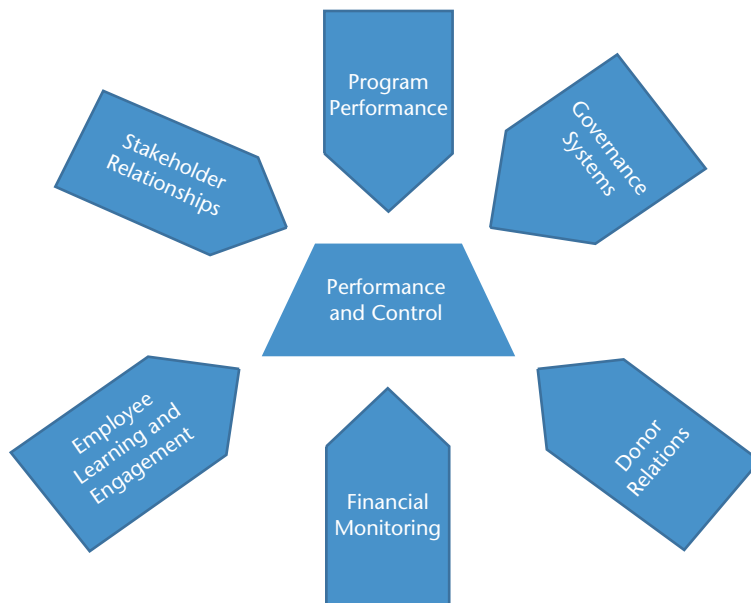 Program
Performance
Governance
Systems
Stakeholder
Relationships
Performance
and Control
Employee
Learning and
Engagement
Donor
Relations
Financial
Monitoring